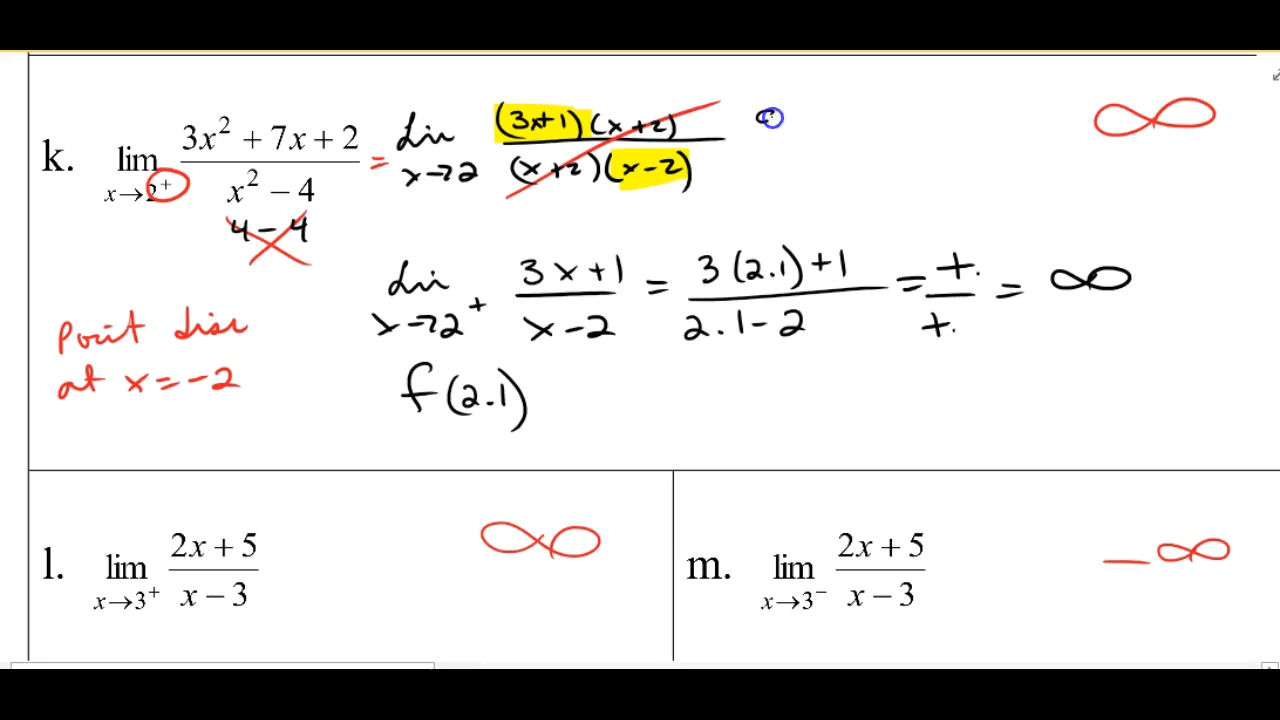 k. lim x→2⁺ (3x² + 7x + 2)/(x² − 4) = Lim x→2 (3x+1)(x+2)/(x+2)(x−2) ∞
4 − 4
Lim x→2⁺ (3x+1)/(x−2) = (3(2.1)+1)/(2.1−2) = +/+ = ∞
Point disc
at x = −2
f(2.1)
l. lim x→3⁺ (2x + 5)/(x − 3) ∞
m. lim x→3⁻ (2x + 5)/(x − 3) −∞